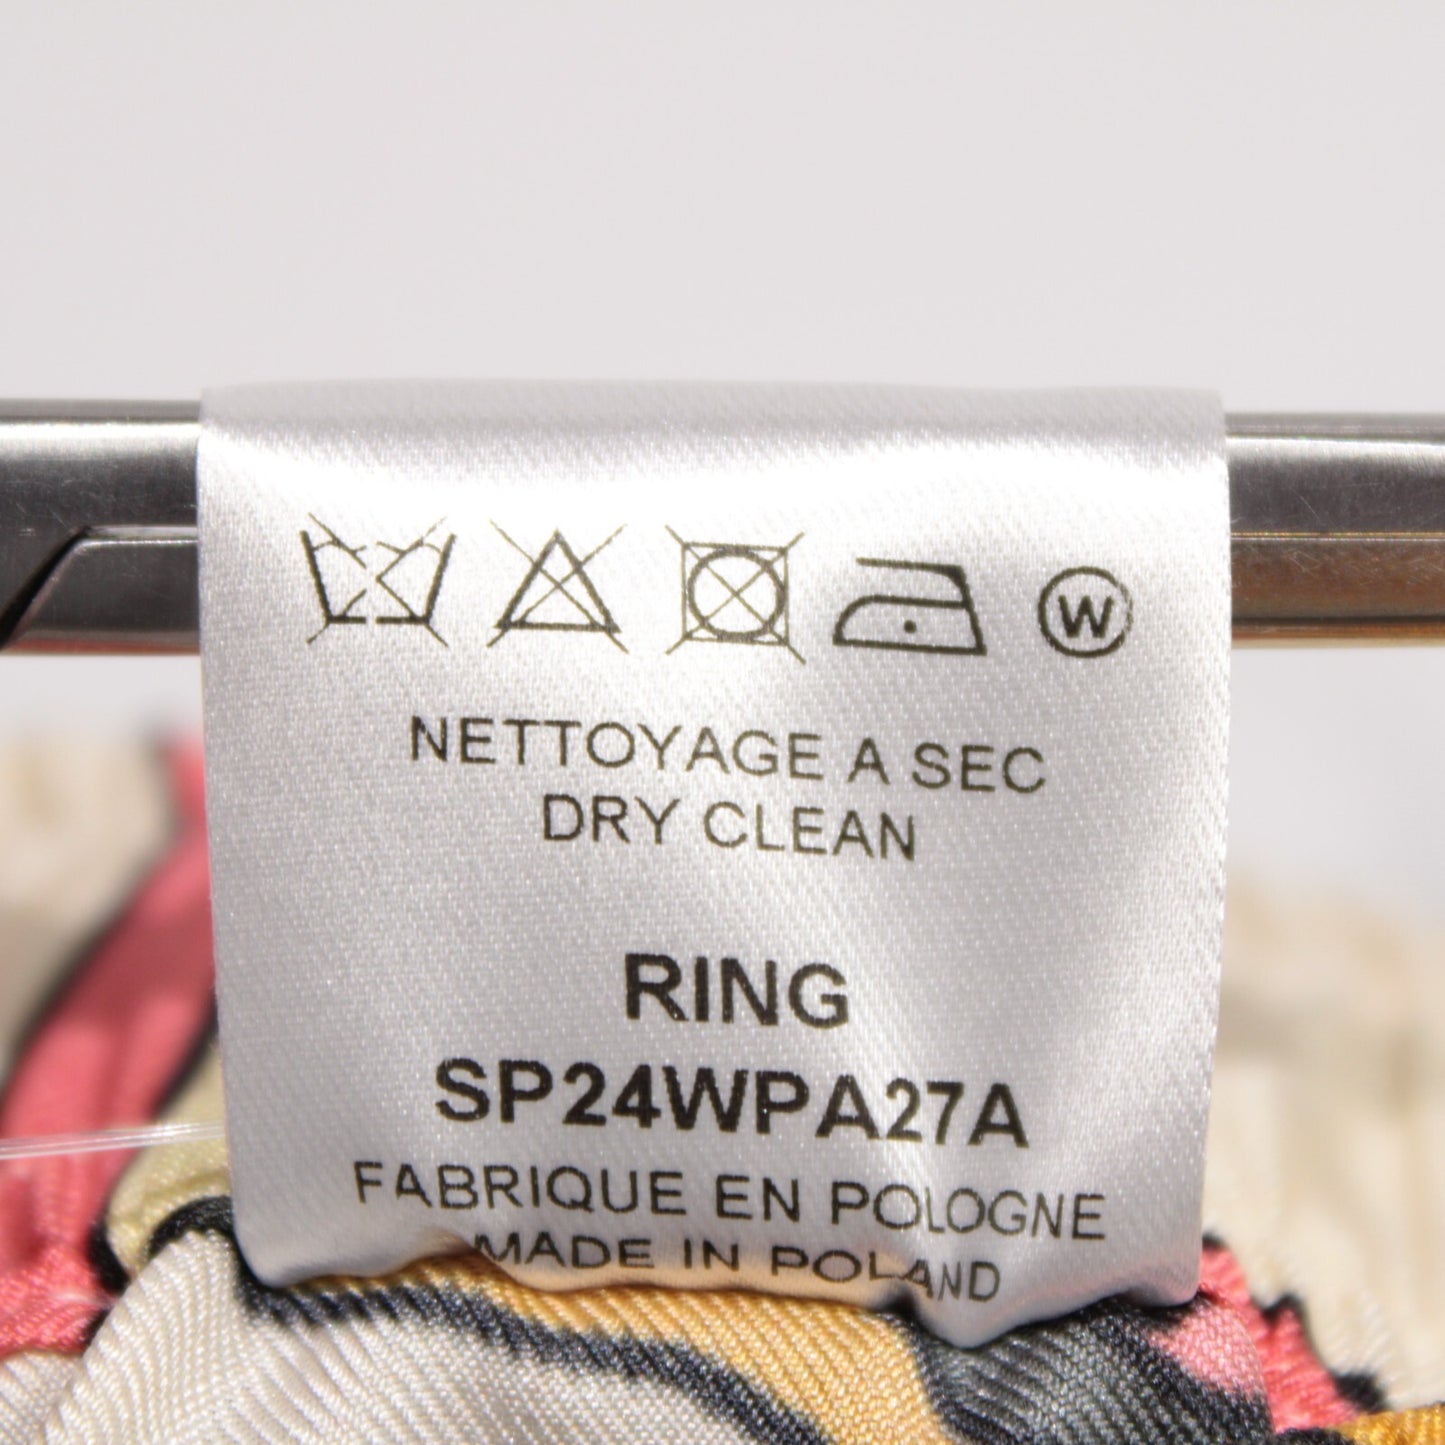 W
NETTOYAGE A SEC
DRY CLEAN
RING
SP24WPA27A
FABRIQUE EN POLOGNE
MADE IN POLAND